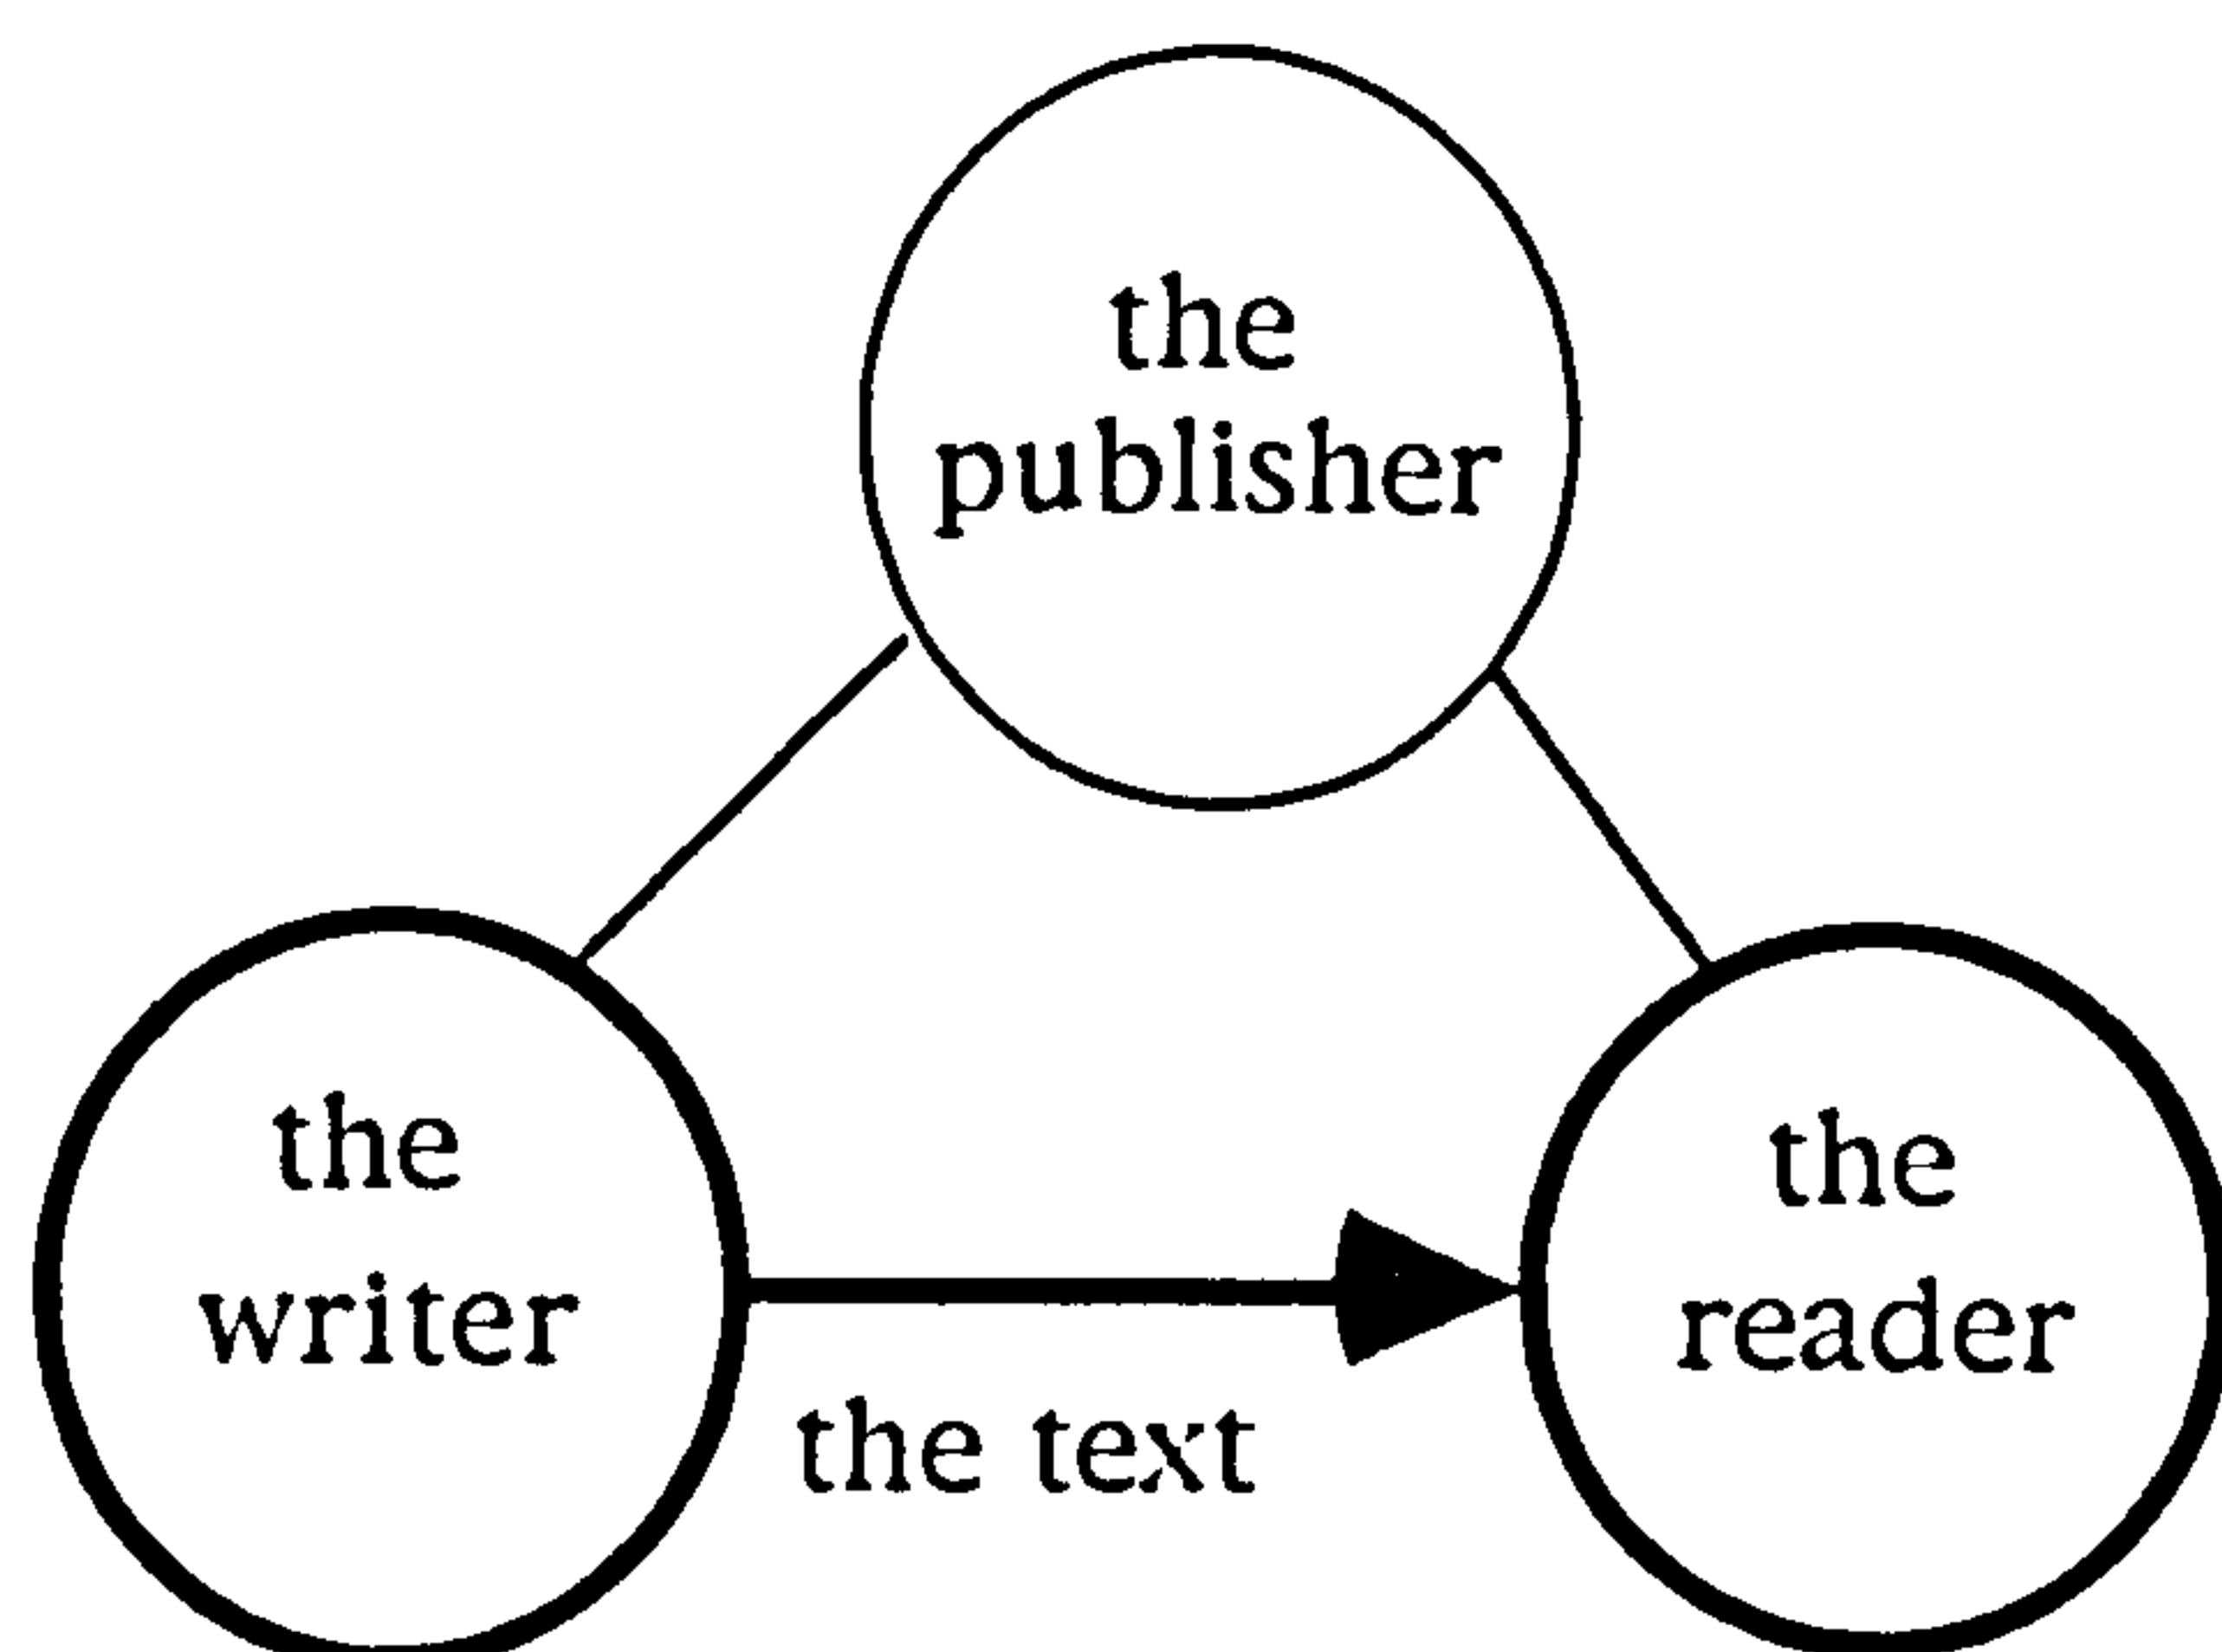 the
publisher
the
writer
the text
the
reader